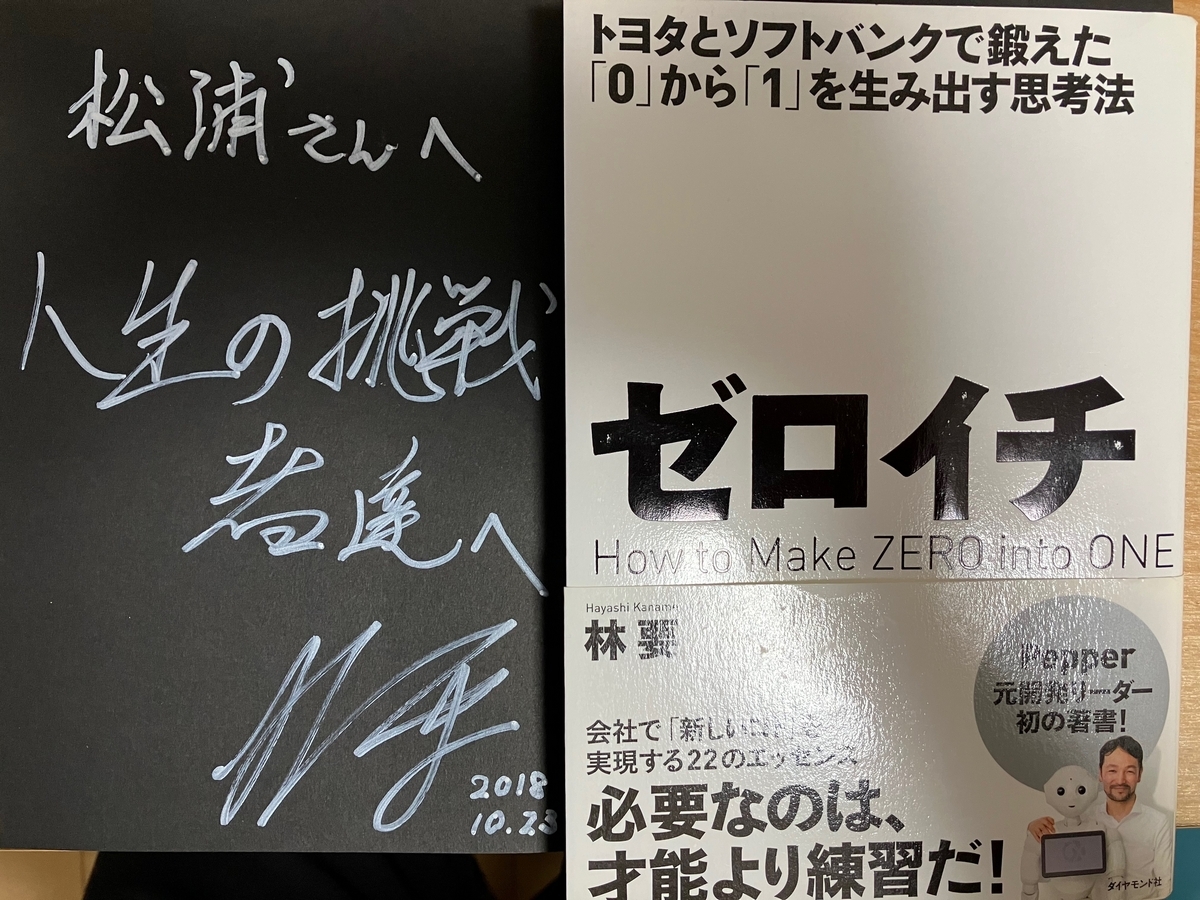 松浦さんへ
人生の挑戦
者達へ
2018
10.23
トヨタとソフトバンクで鍛えた
「0」から「1」を生み出す思考法
ゼロイチ
How to Make ZERO into ONE
Hayashi Kaname
林 要
Pepper
元開発リーダー
初の著書!
会社で「新しいこと」を
実現する22のエッセンス
必要なのは、
才能より練習だ!
ダイヤモンド社